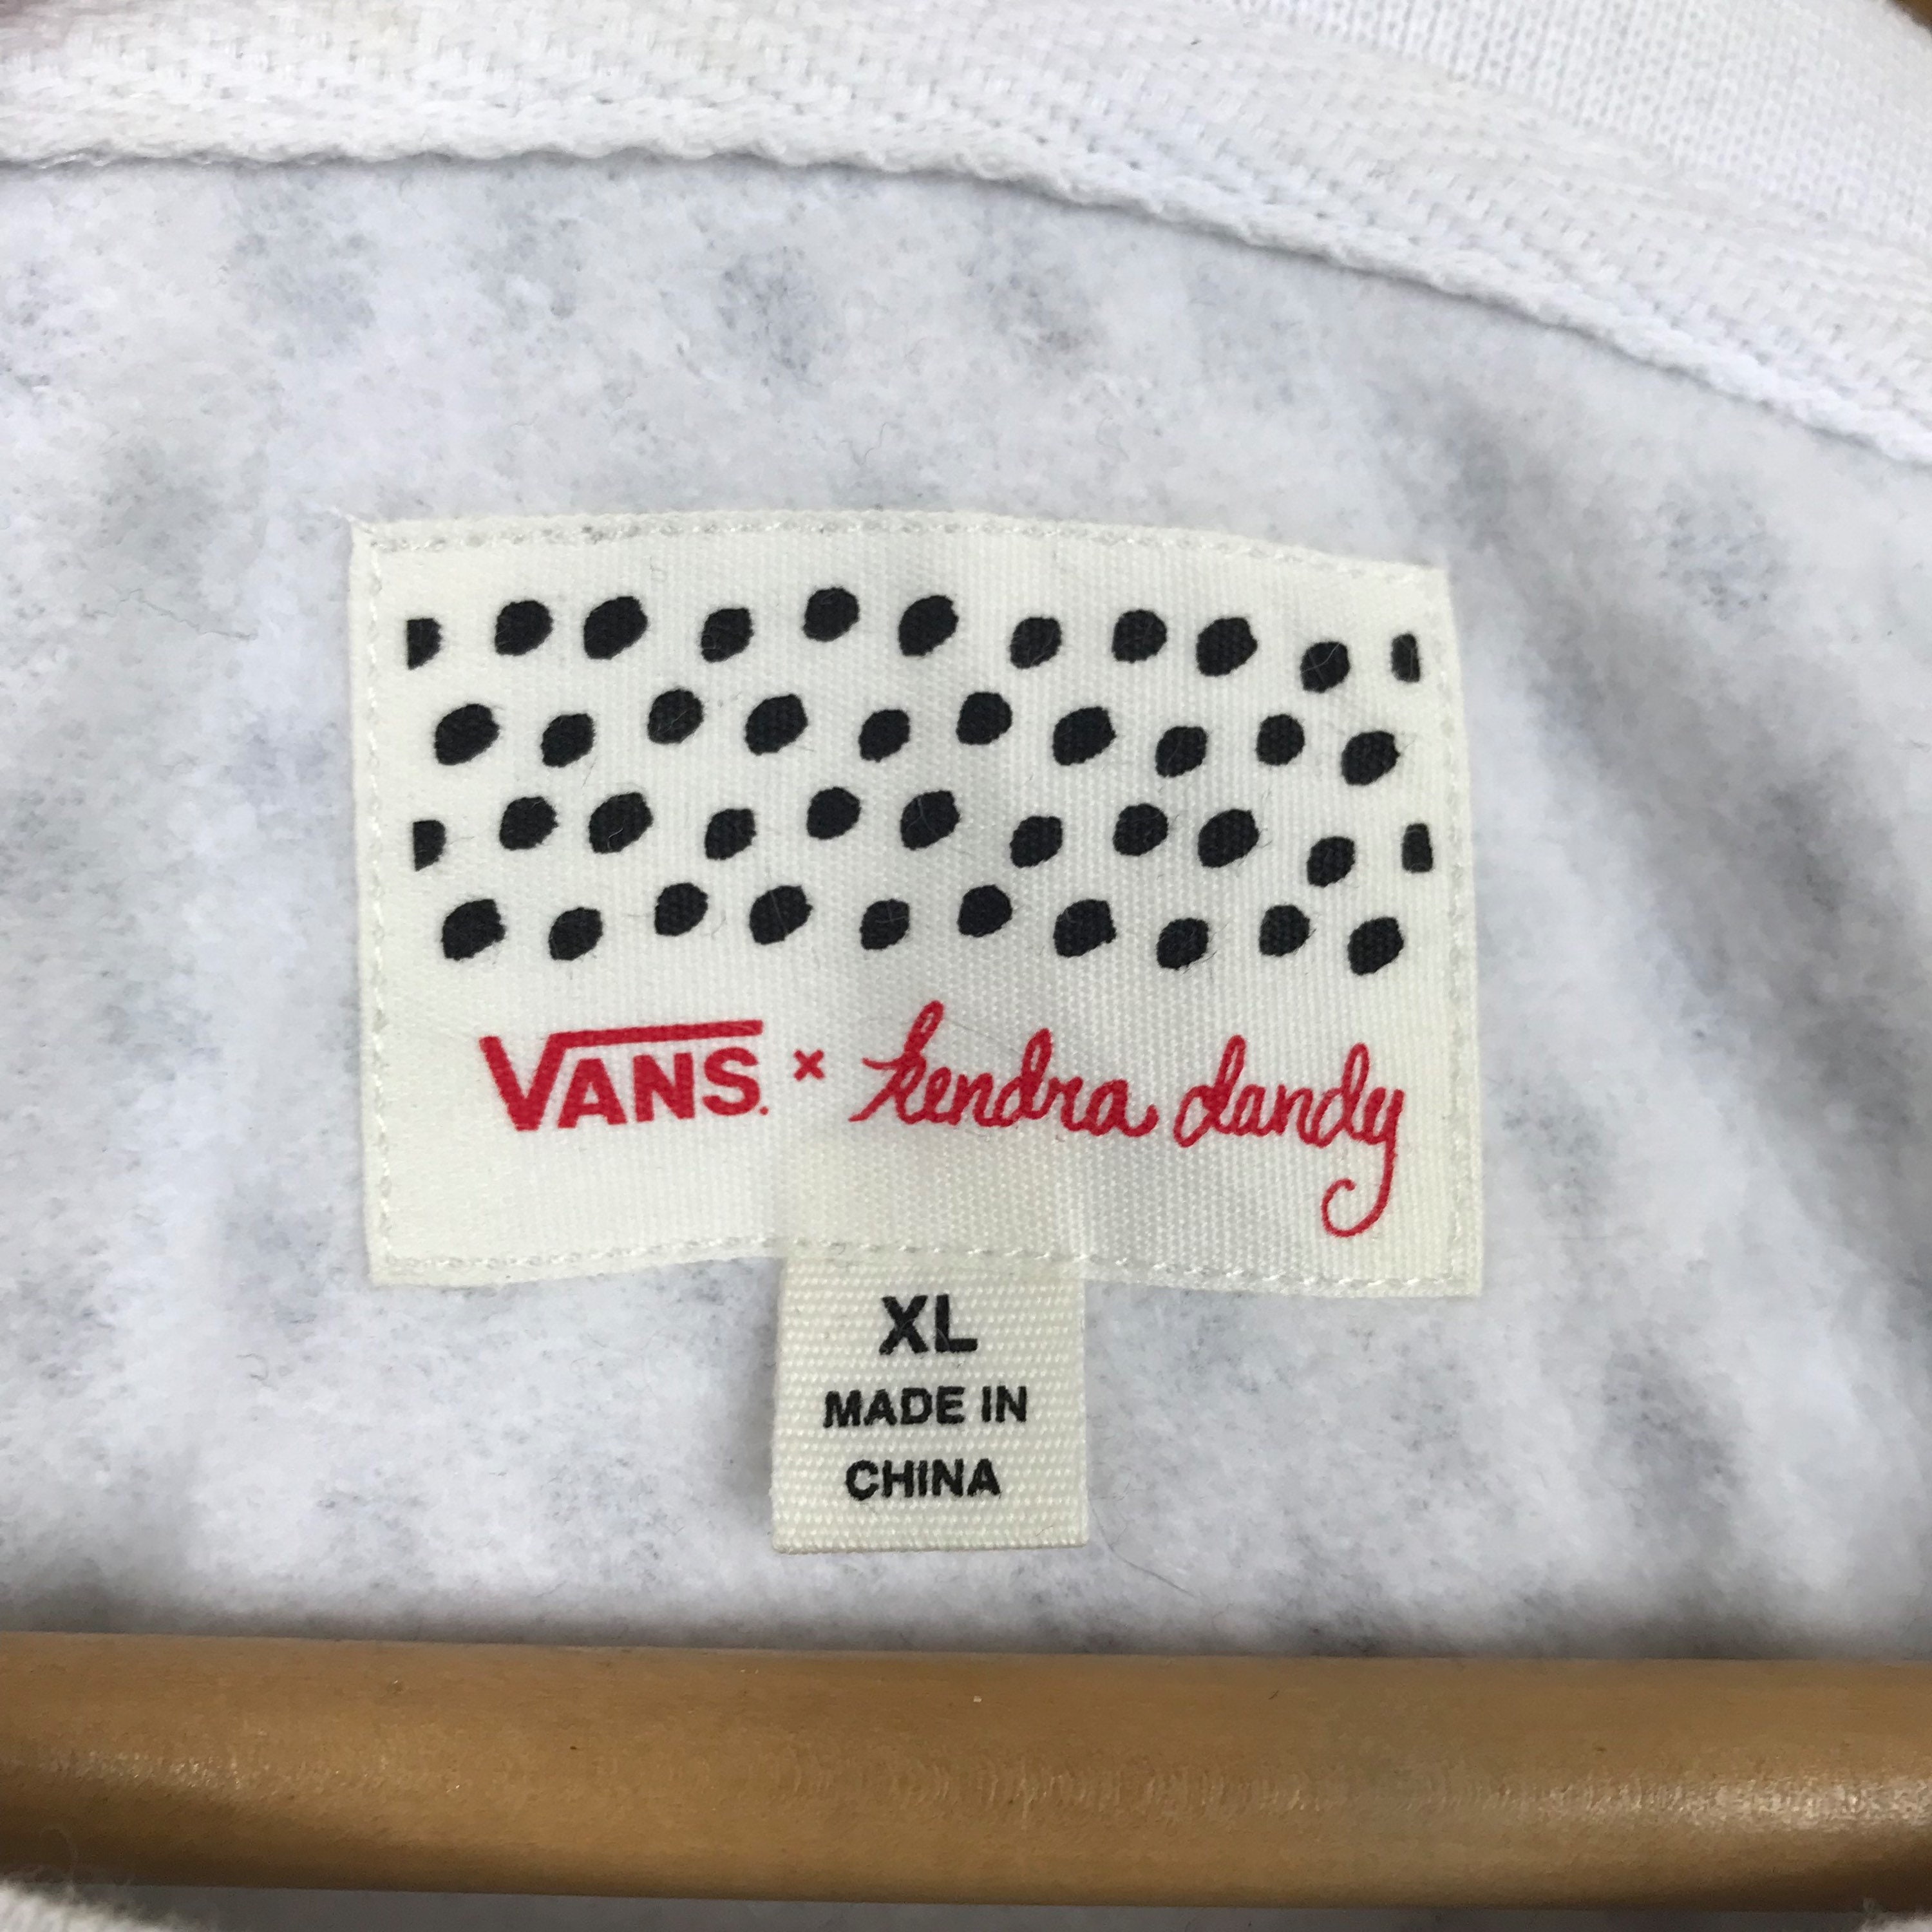 VANS. × kendra dandy
XL
MADE IN
CHINA